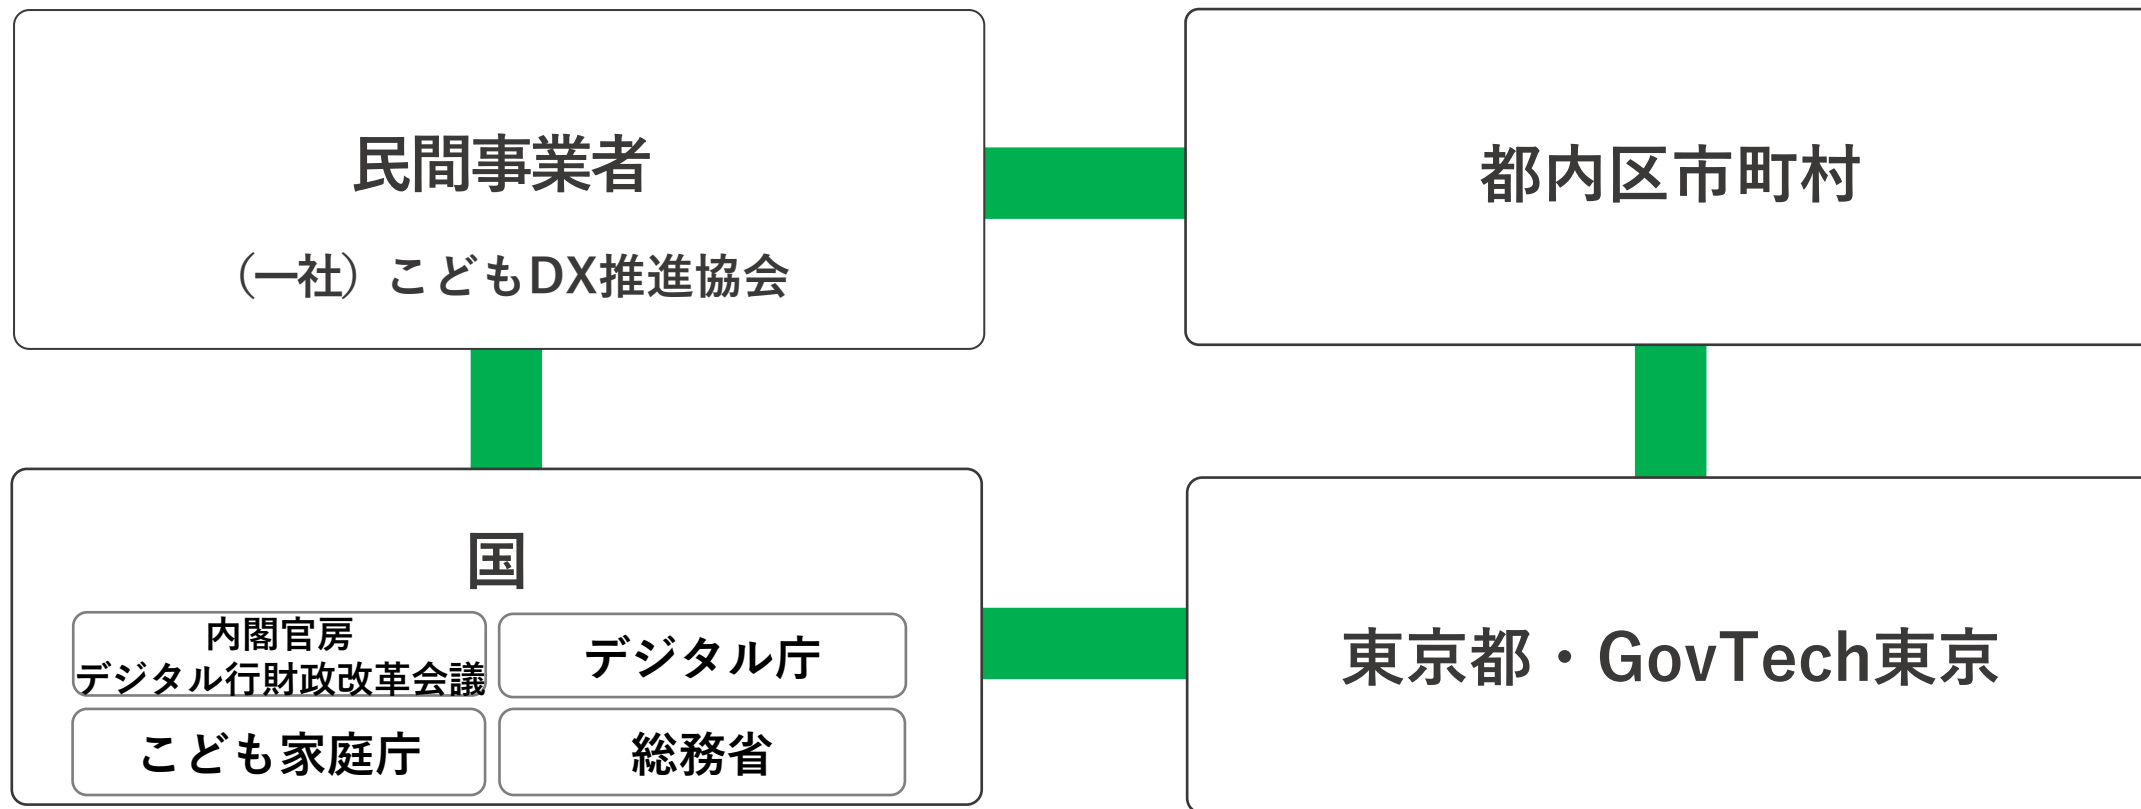 民間事業者
（一社）こどもDX推進協会
都内区市町村
国
内閣官房
デジタル行財政改革会議
デジタル庁
こども家庭庁
総務省
東京都・GovTech東京